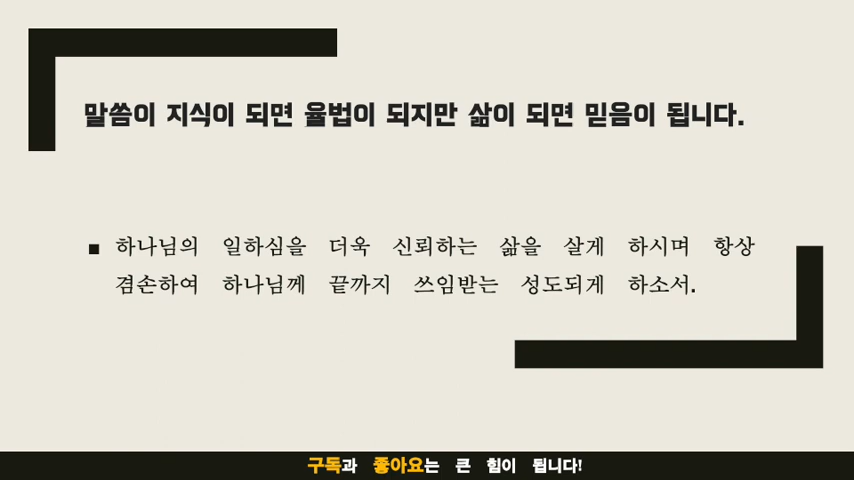 말씀이 지식이 되면 율법이 되지만 삶이 되면 믿음이 됩니다.
■ 하나님의 일하심을 더욱 신뢰하는 삶을 살게 하시며 항상
겸손하여 하나님께 끝까지 쓰임받는 성도되게 하소서.
구독과 좋아요는 큰 힘이 됩니다!